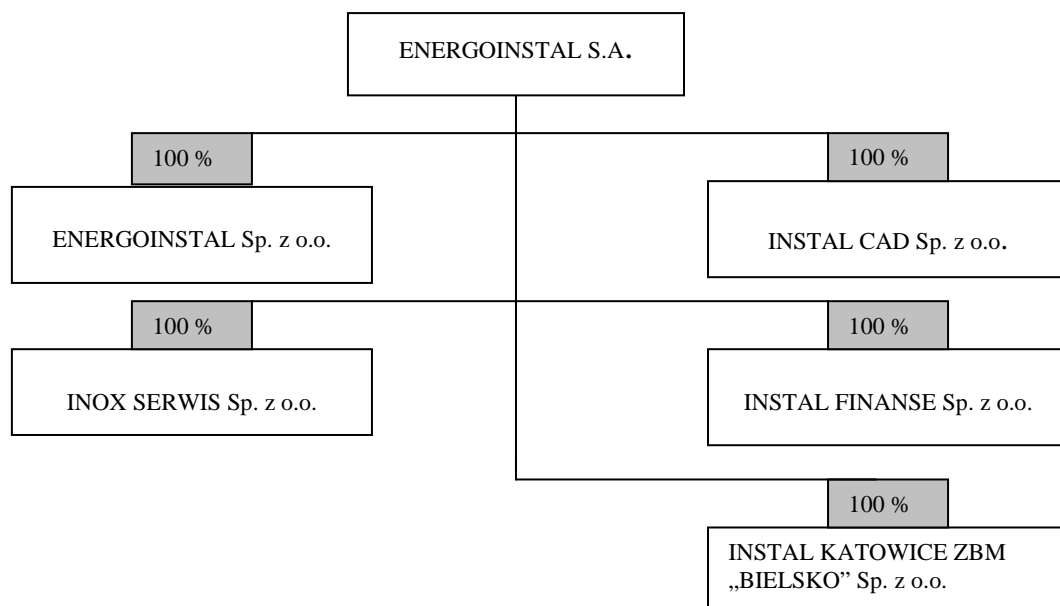 ENERGOINSTAL S.A.
100 %
100 %
ENERGOINSTAL Sp. z o.o.
INSTAL CAD Sp. z o.o.
100 %
100 %
INOX SERWIS Sp. z o.o.
INSTAL FINANSE Sp. z o.o.
100 %
INSTAL KATOWICE ZBM
„BIELSKO” Sp. z o.o.